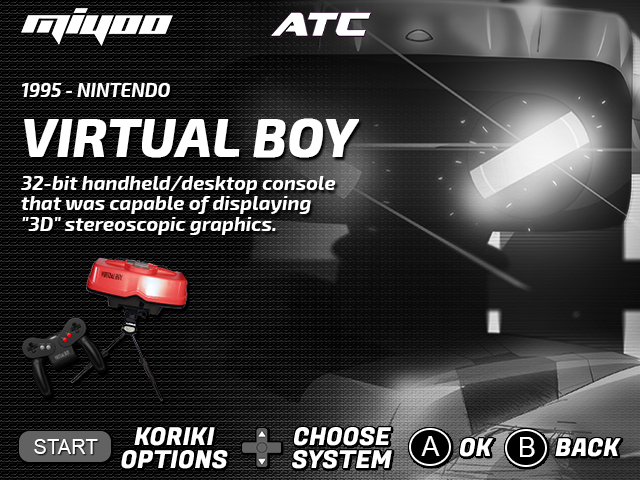 miyoo
ATC
1995 - NINTENDO
VIRTUAL BOY
32-bit handheld/desktop console
that was capable of displaying
"3D" stereoscopic graphics.
VIRTUAL BOY
START
KORIKI
OPTIONS
CHOOSE
SYSTEM
A OK
B BACK